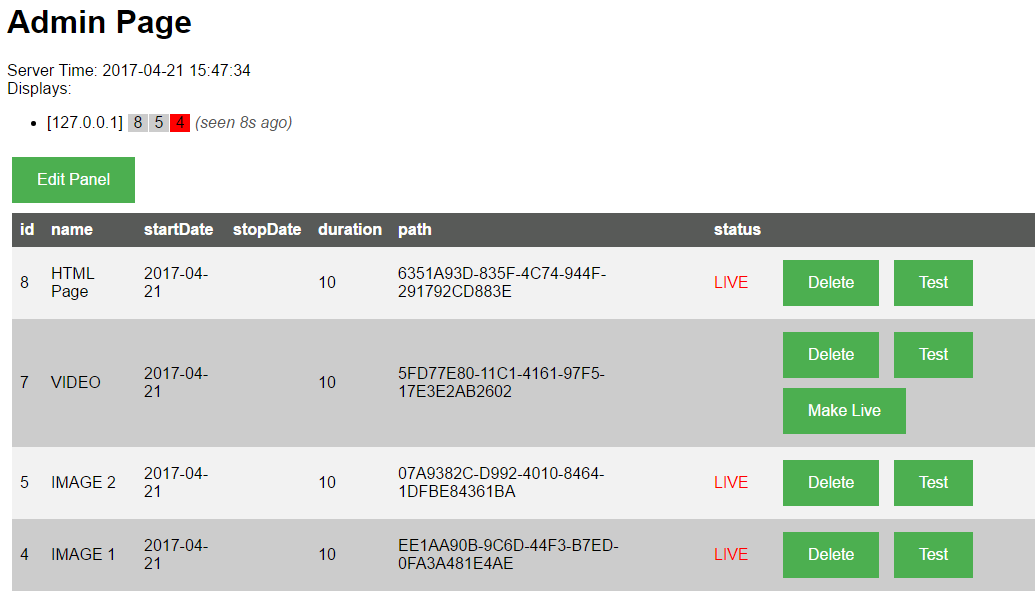 Admin Page
Server Time: 2017-04-21 15:47:34
Displays:
[127.0.0.1] 8 5 4 (seen 8s ago)
Edit Panel
id name startDate stopDate duration path status
8 HTML Page 2017-04-21 10 6351A93D-835F-4C74-944F-291792CD883E LIVE Delete Test
7 VIDEO 2017-04-21 10 5FD77E80-11C1-4161-97F5-17E3E2AB2602 Delete Test
Make Live
5 IMAGE 2 2017-04-21 10 07A9382C-D992-4010-8464-1DFBE84361BA LIVE Delete Test
4 IMAGE 1 2017-04-21 10 EE1AA90B-9C6D-44F3-B7ED-0FA3A481E4AE LIVE Delete Test